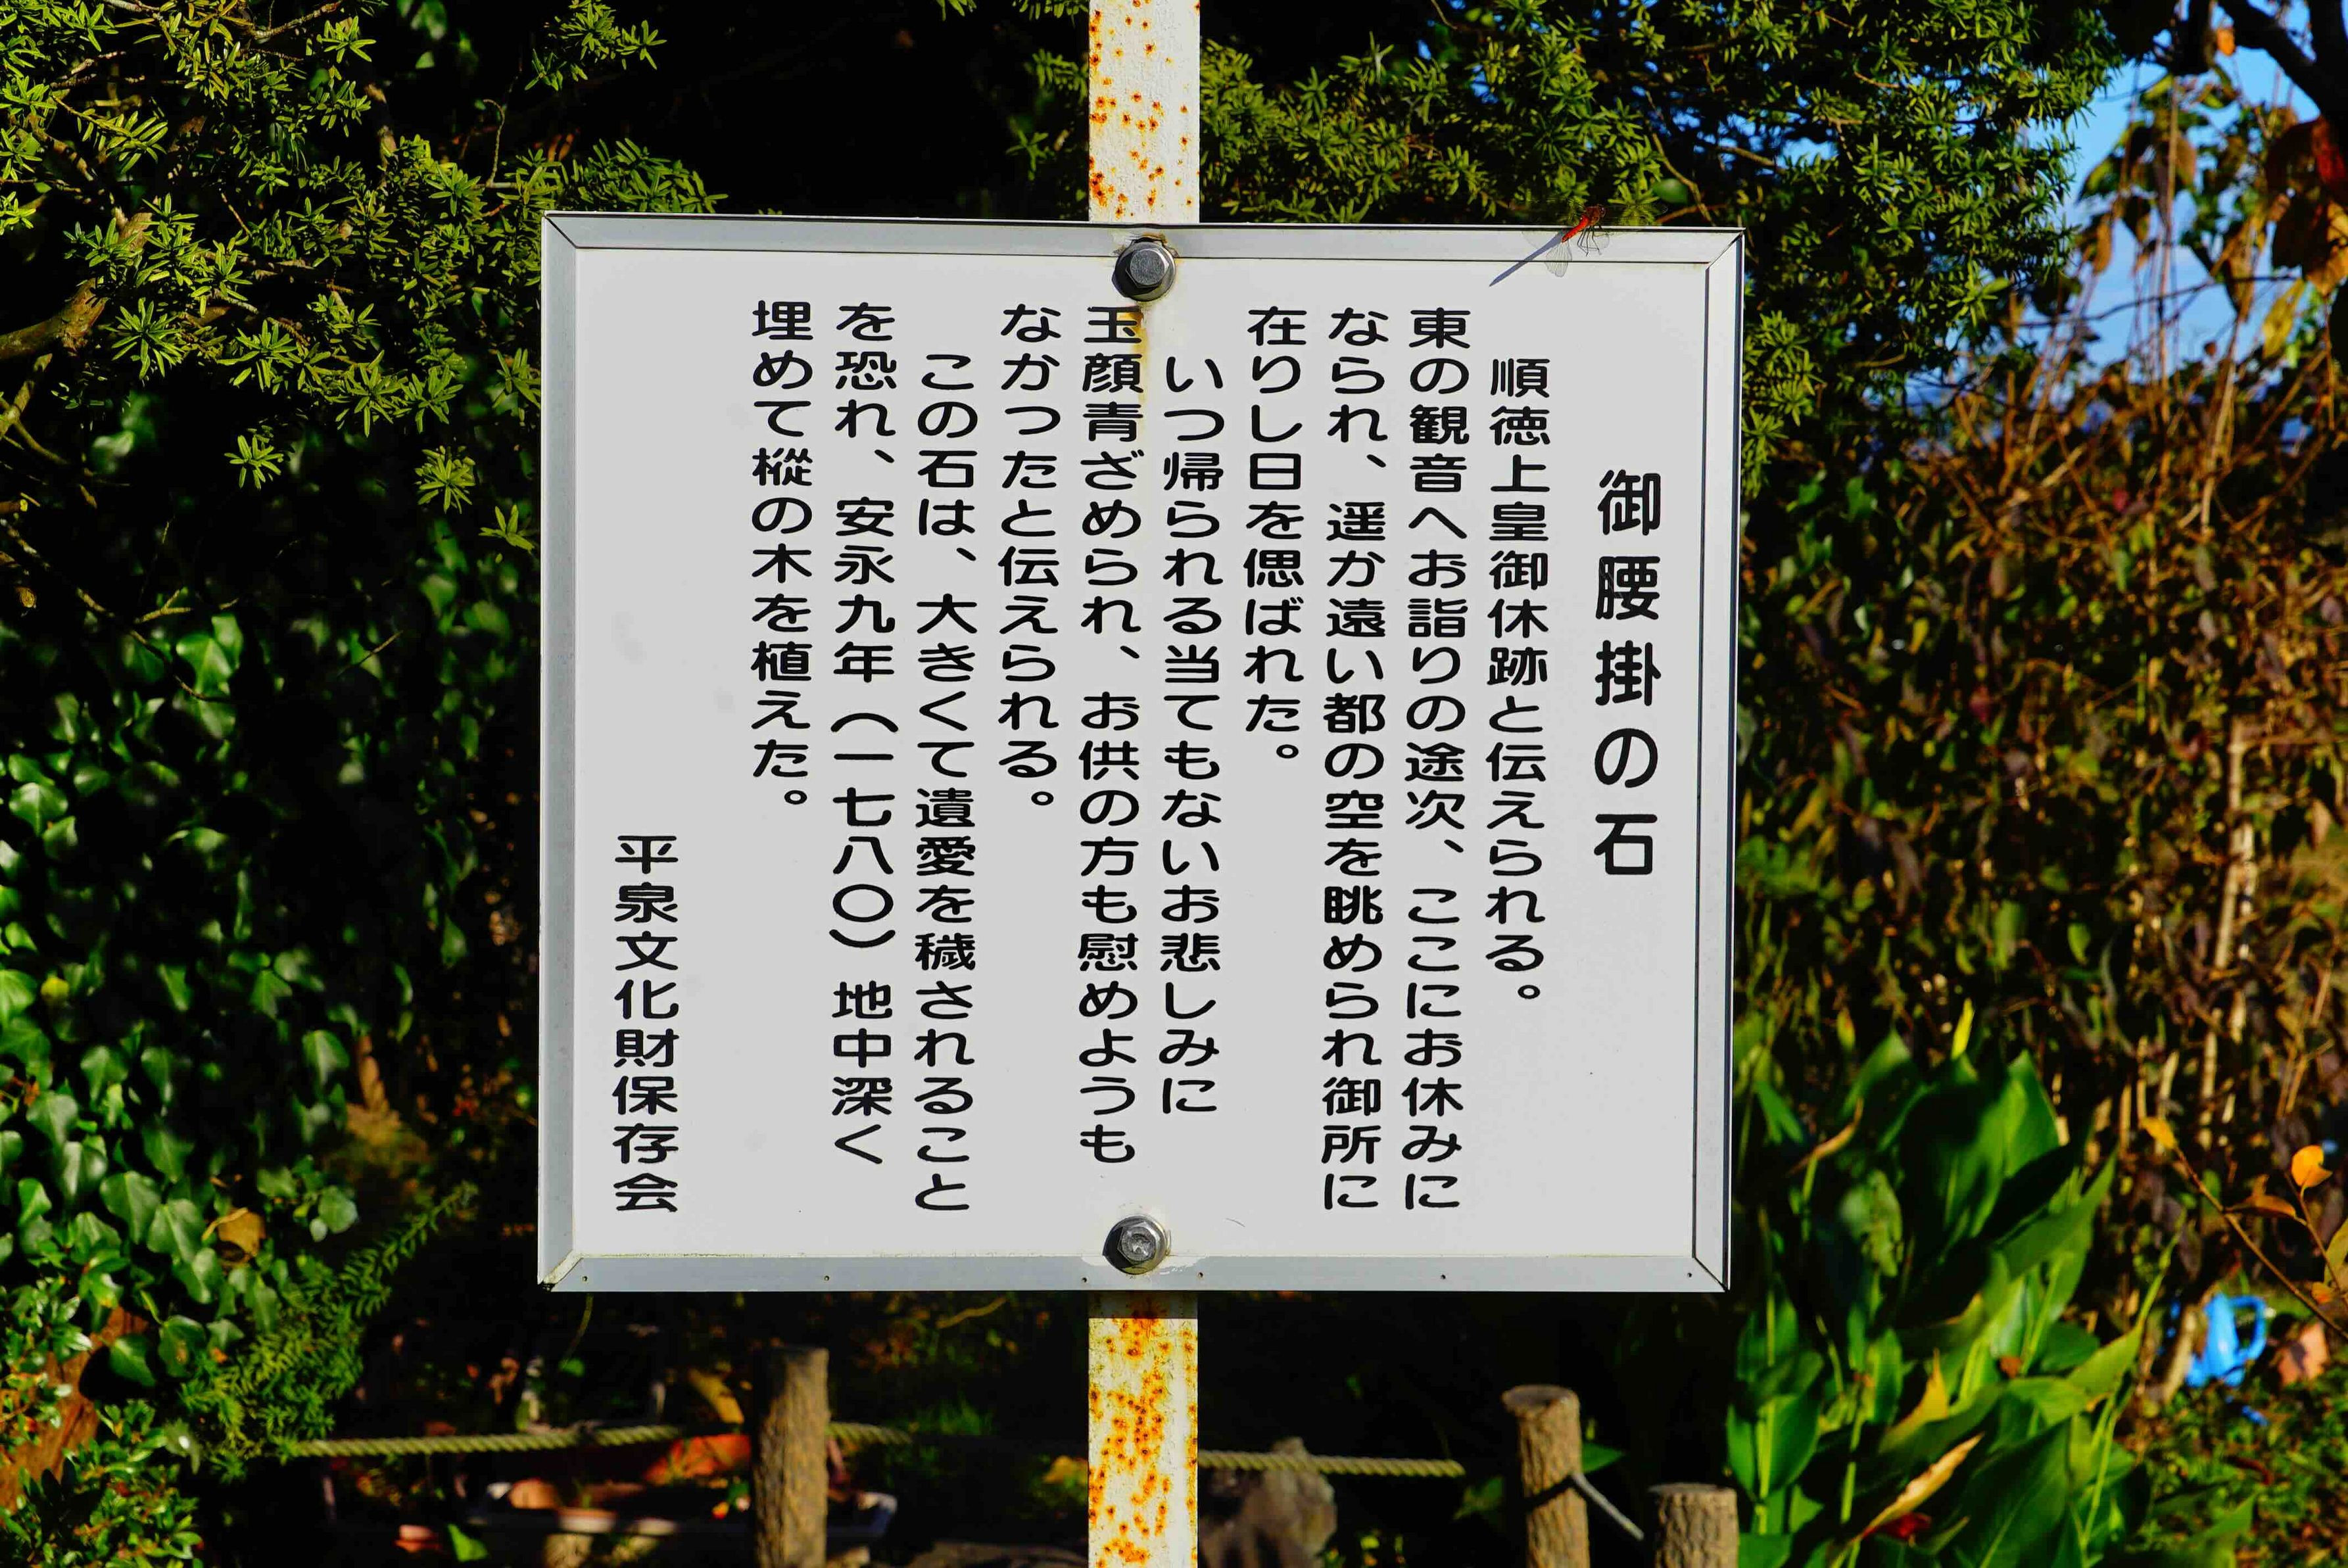 御腰掛の石
順徳上皇御休跡と伝えられる。
東の観音へお詣りの途次、ここにお休みに
なられ、遥か遠い都の空を眺められ御所に
在りし日を偲ばれた。
いつ帰られる当てもないお悲しみに
玉顔青ざめられ、お供の方も慰めようも
なかつたと伝えられる。
この石は、大きくて遺愛を穢されること
を恐れ、安永九年(一七八〇)地中深く
埋めて樅の木を植えた。
平泉文化財保存会